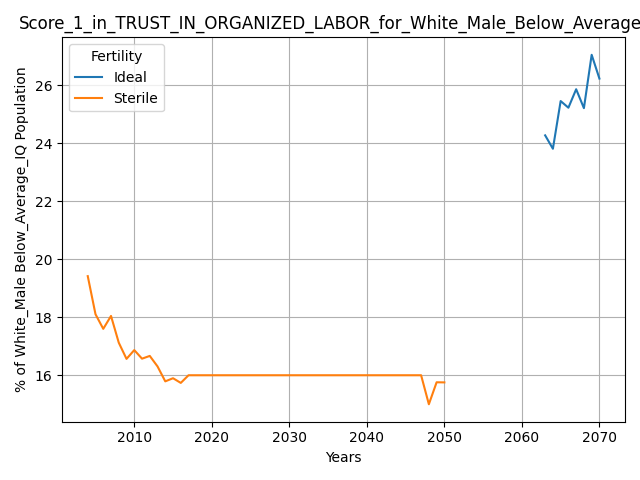 Score_1_in_TRUST_IN_ORGANIZED_LABOR_for_White_Male_Below_Average
Fertility
Ideal
Sterile
% of White_Male Below_Average_IQ Population
26
24
22
20
18
16
2010 2020 2030 2040 2050 2060 2070
Years